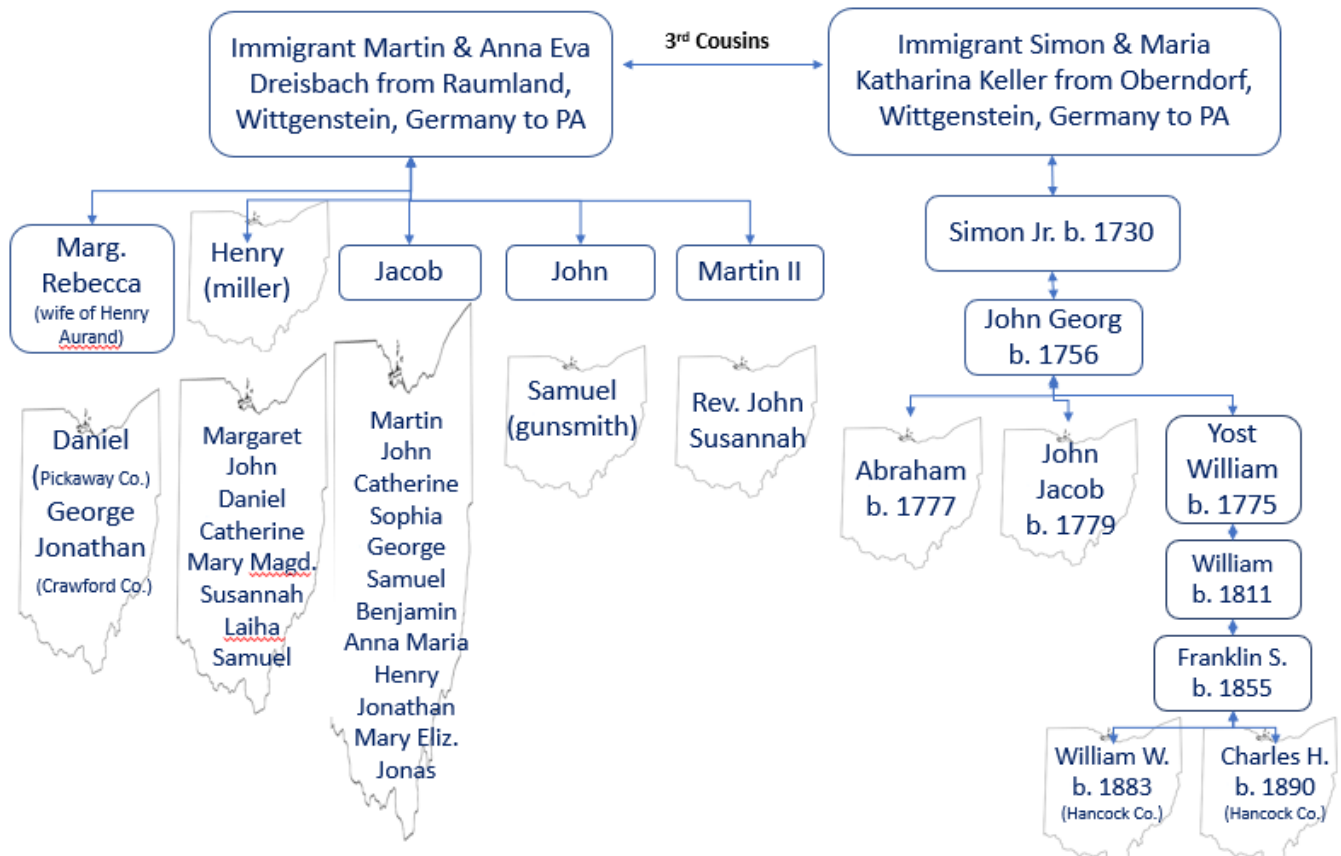 Immigrant Martin & Anna Eva
Dreisbach from Raumland,
Wittgenstein, Germany to PA
3rd Cousins
Immigrant Simon & Maria
Katharina Keller from Oberndorf,
Wittgenstein, Germany to PA
Marg.
Rebecca
(wife of Henry
Aurand)
Henry
(miller)
Jacob
John
Martin II
Simon Jr. b. 1730
John Georg
b. 1756
Daniel
(Pickaway Co.)
George
Jonathan
(Crawford Co.)
Margaret
John
Daniel
Catherine
Mary Magd.
Susannah
Laiha
Samuel
Martin
John
Catherine
Sophia
George
Samuel
Benjamin
Anna Maria
Henry
Jonathan
Mary Eliz.
Jonas
Samuel
(gunsmith)
Rev. John
Susannah
Abraham
b. 1777
John
Jacob
b. 1779
Yost
William
b. 1775
William
b. 1811
Franklin S.
b. 1855
William W.
b. 1883
(Hancock Co.)
Charles H.
b. 1890
(Hancock Co.)